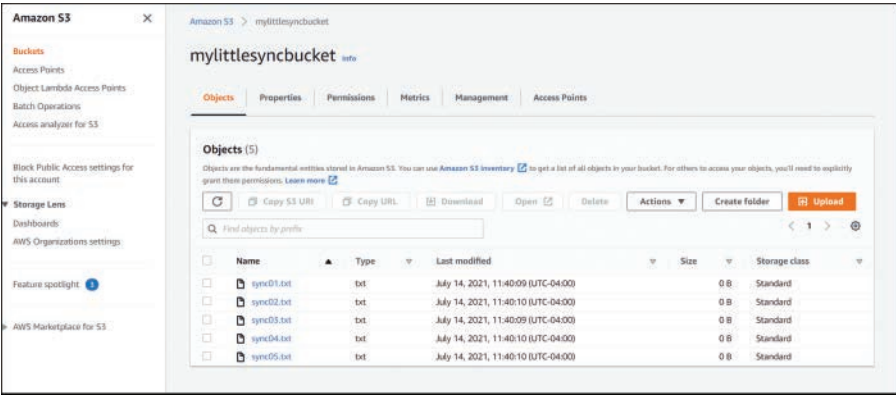 Amazon S3
Amazon S3 > mylittlesyncbucket
mylittlesyncbucket Info
Buckets
Access Points
Object Lambda Access Points
Batch Operations
Access analyzer for S3
Block Public Access settings for
this account
Storage Lens
Dashboards
AWS Organizations settings
Feature spotlight 3
AWS Marketplace for S3
Objects Properties Permissions Metrics Management Access Points
Objects (5)
Objects are the fundamental entities stored in Amazon S3. You can use Amazon S3 inventory to get a list of all objects in your bucket. For others to access your objects, you'll need to explicitly
grant them permissions. Learn more
Copy S3 URI Copy URL Download Open Delete Actions Create folder Upload
Find objects by prefix
< 1 >
Name Type Last modified Size Storage class
sync01.txt txt July 14, 2021, 11:40:09 (UTC-04:00) 0 B Standard
sync02.txt txt July 14, 2021, 11:40:10 (UTC-04:00) 0 B Standard
sync03.txt txt July 14, 2021, 11:40:09 (UTC-04:00) 0 B Standard
sync04.txt txt July 14, 2021, 11:40:10 (UTC-04:00) 0 B Standard
sync05.txt txt July 14, 2021, 11:40:10 (UTC-04:00) 0 B Standard